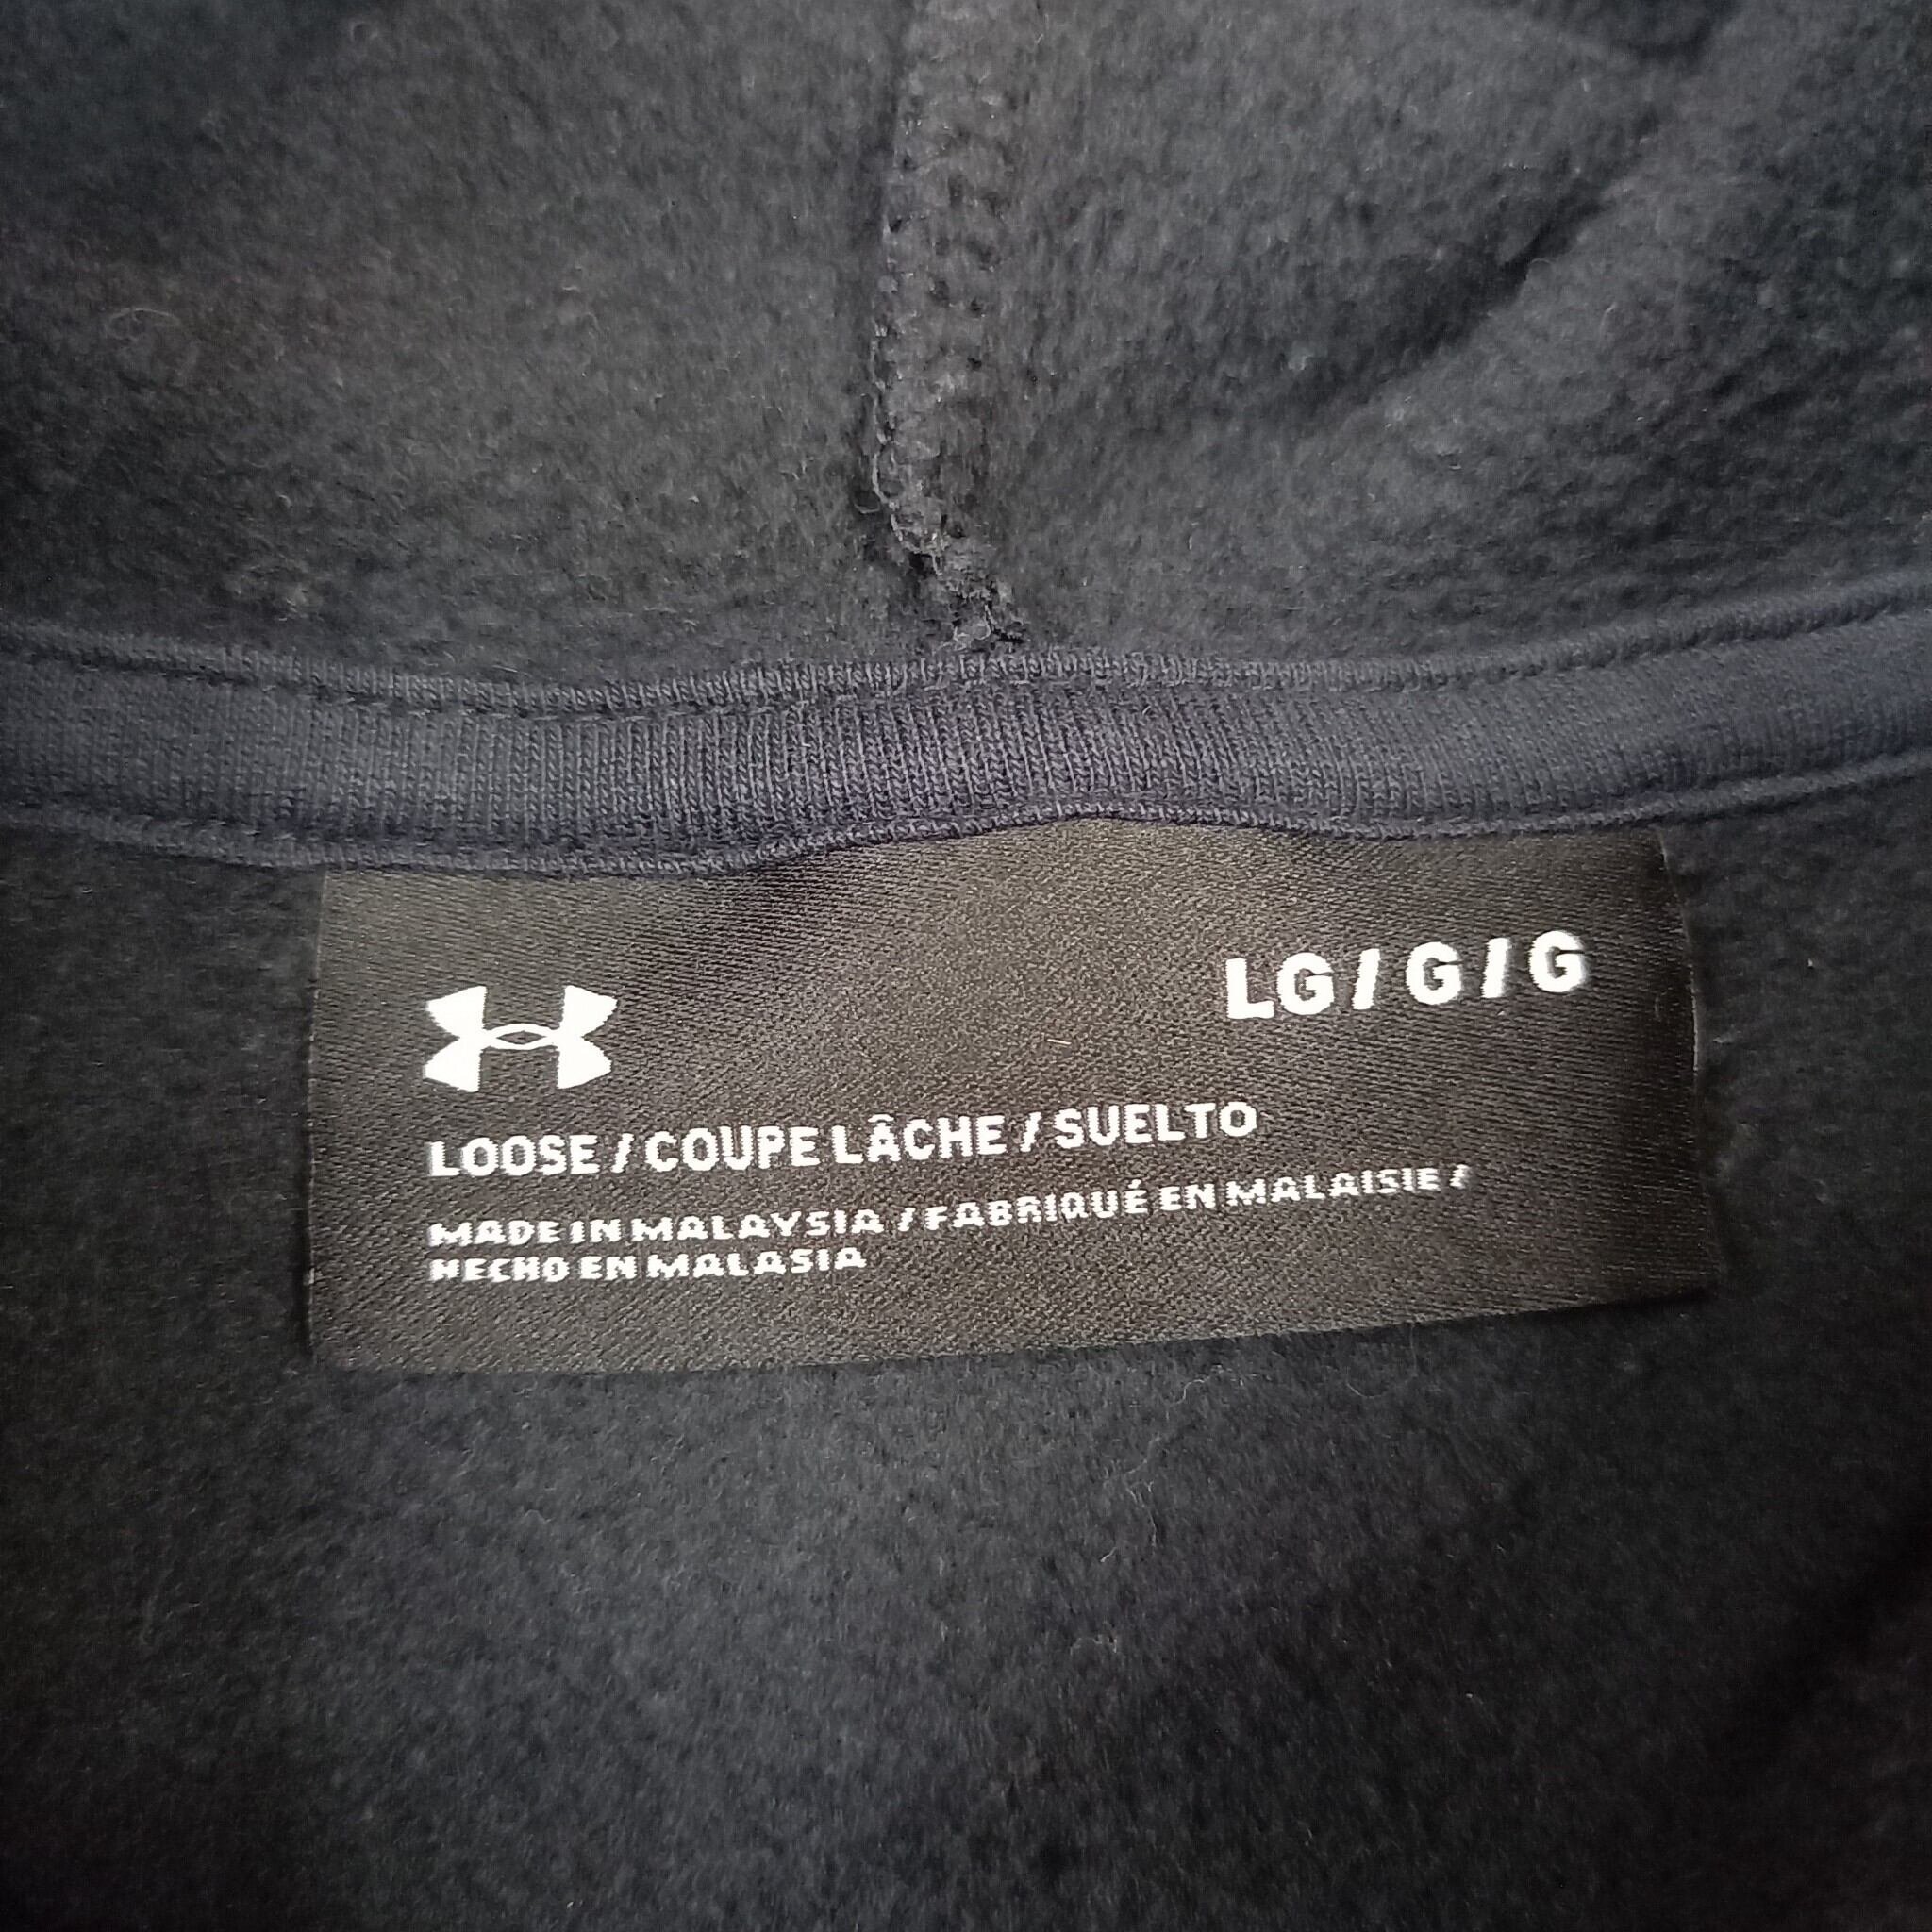 LG / G / G
LOOSE / COUPE LÂCHE / SUELTO
MADE IN MALAYSIA / FABRIQUÉ EN MALAISIE /
HECHO EN MALASIA